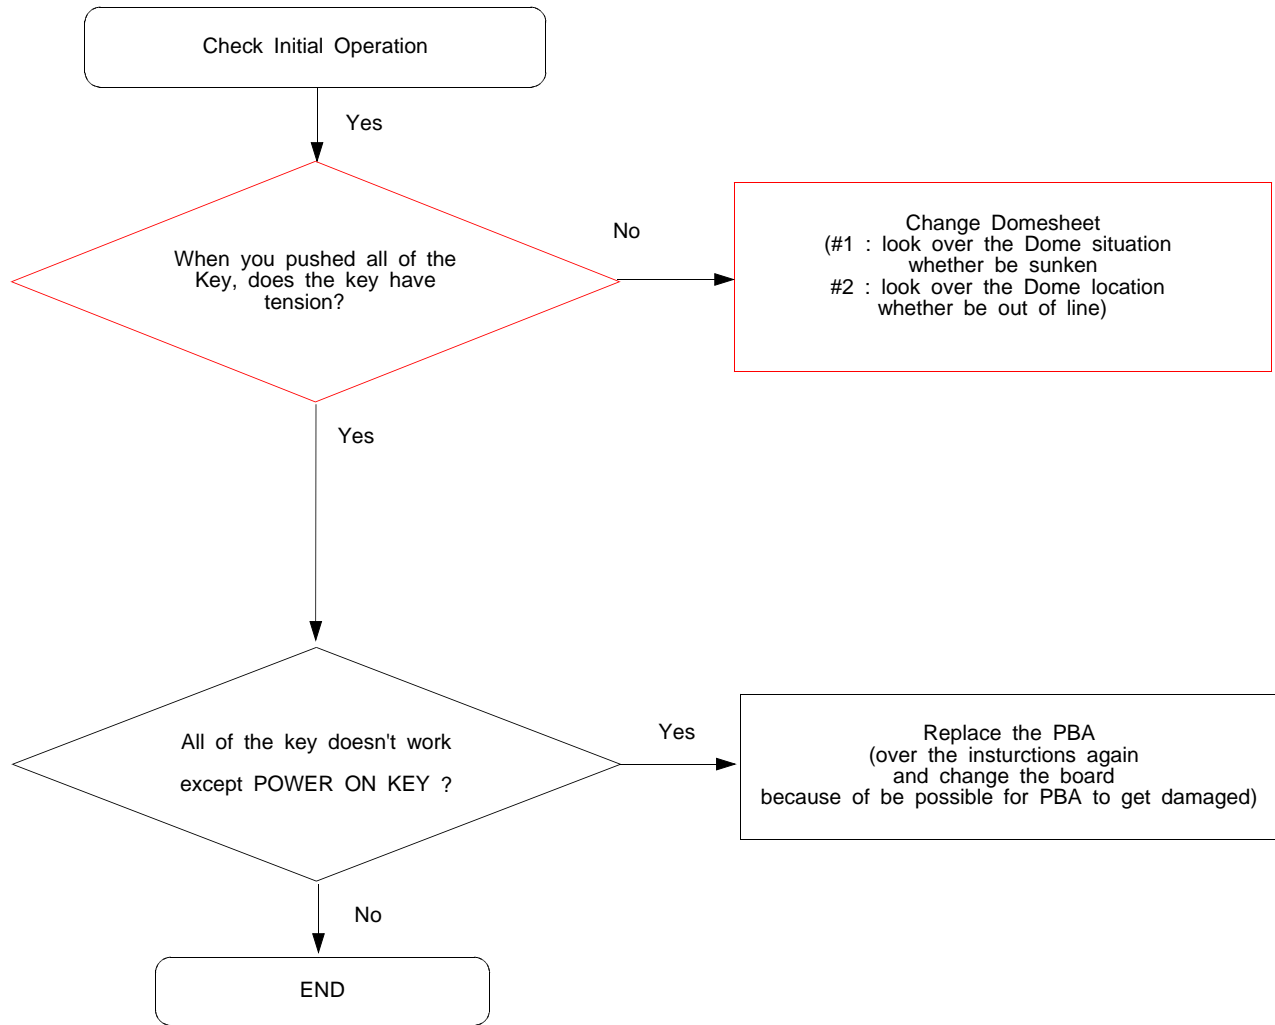 Check Initial Operation
Yes
When you pushed all of the
Key, does the key have
tension?
No
Change Domesheet
(#1 : look over the Dome situation
whether be sunken
#2 : look over the Dome location
whether be out of line)
Yes
All of the key doesn't work
except POWER ON KEY ?
Yes
Replace the PBA
(over the insturctions again
and change the board
because of be possible for PBA to get damaged)
No
END